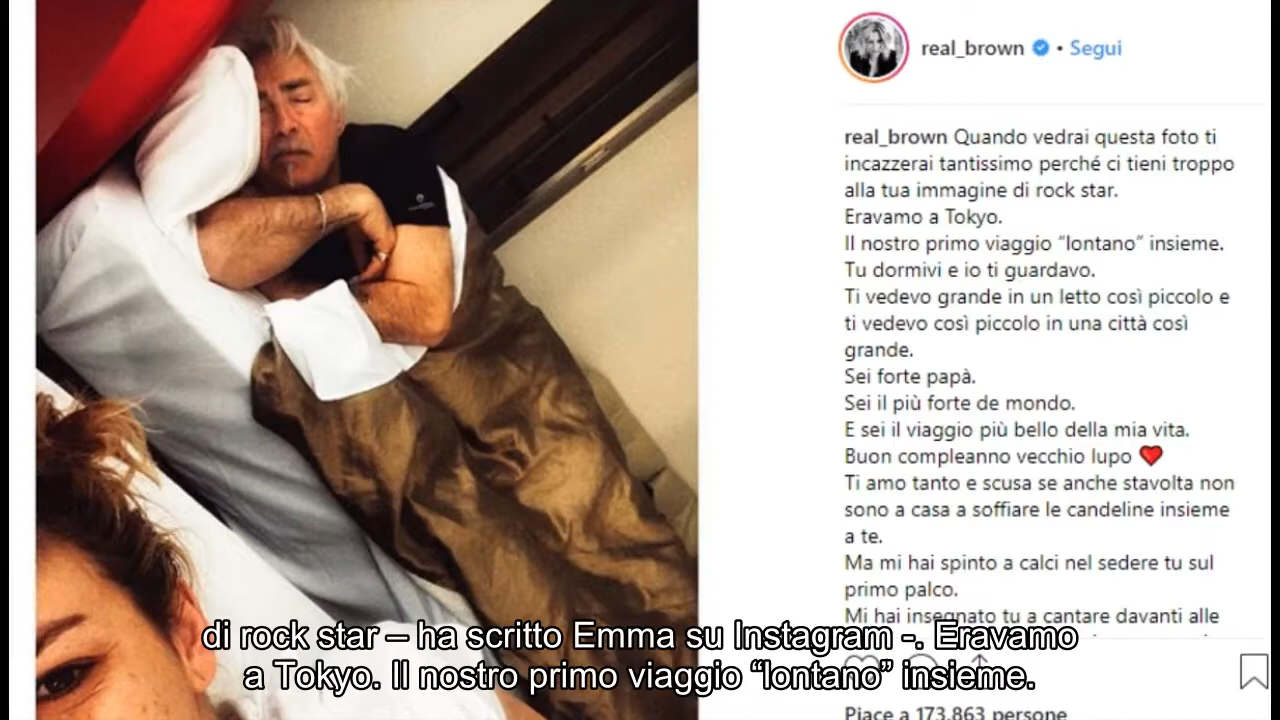 real_brown • Segui
real_brown Quando vedrai questa foto ti
incazzerai tantissimo perché ci tieni troppo
alla tua immagine di rock star.
Eravamo a Tokyo.
Il nostro primo viaggio “lontano” insieme.
Tu dormivi e io ti guardavo.
Ti vedevo grande in un letto così piccolo e
ti vedevo così piccolo in una città così
grande.
Sei forte papà.
Sei il più forte de mondo.
E sei il viaggio più bello della mia vita.
Buon compleanno vecchio lupo ❤️
Ti amo tanto e scusa se anche stavolta non
sono a casa a soffiare le candeline insieme
a te.
Ma mi hai spinto a calci nel sedere tu sul
primo palco.
Mi hai insegnato tu a cantare davanti alle
di rock star – ha scritto Emma su Instagram -. Eravamo
a Tokyo. Il nostro primo viaggio “lontano” insieme.
Piace a 173.863 persone